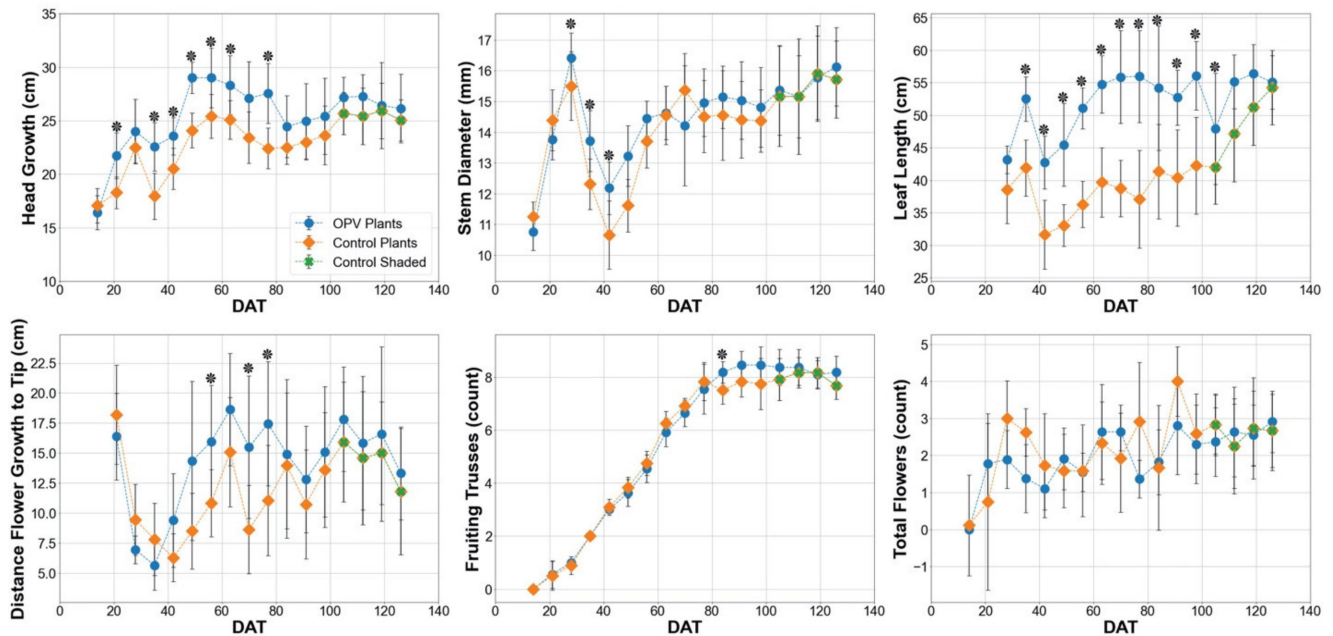 35
30
25
20
15
10
Head Growth (cm)
0 20 40 60 80 100 120 140
DAT
OPV Plants
Control Plants
Control Shaded
17
16
15
14
13
12
11
10
Stem Diameter (mm)
0 20 40 60 80 100 120 140
DAT
65
60
55
50
45
40
35
30
25
Leaf Length (cm)
0 20 40 60 80 100 120 140
DAT
22.5
20.0
17.5
15.0
12.5
10.0
7.5
5.0
Distance Flower Growth to Tip (cm)
0 20 40 60 80 100 120 140
DAT
8
6
4
2
0
Fruiting Trusses (count)
0 20 40 60 80 100 120 140
DAT
5
4
3
2
1
0
−1
Total Flowers (count)
0 20 40 60 80 100 120 140
DAT